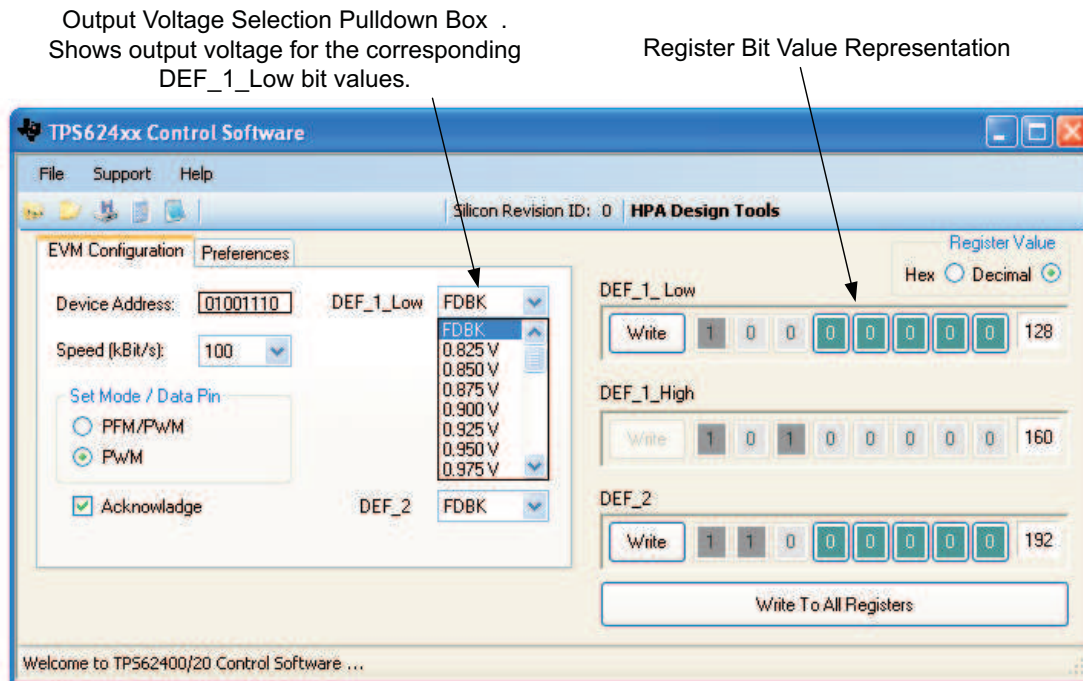 Output Voltage Selection Pulldown Box .
Shows output voltage for the corresponding
DEF_1_Low bit values.
Register Bit Value Representation
TPS624xx Control Software
File Support Help
Silicon Revision ID: 0 HPA Design Tools
EVM Configuration Preferences
Register Value
Hex Decimal
Device Address: 01001110
DEF_1_Low FDBK
FDBK
0.825 V
0.850 V
0.875 V
0.900 V
0.925 V
0.950 V
0.975 V
Speed (kBit/s): 100
Set Mode / Data Pin
PFM/PWM
PWM
Acknowladge
DEF_2 FDBK
DEF_1_ Low
Write 1 0 0 0 0 0 0 0 128
DEF_1_High
Write 1 0 1 0 0 0 0 0 160
DEF_2
Write 1 1 0 0 0 0 0 0 192
Write To All Registers
Welcome to TPS62400/20 Control Software ...